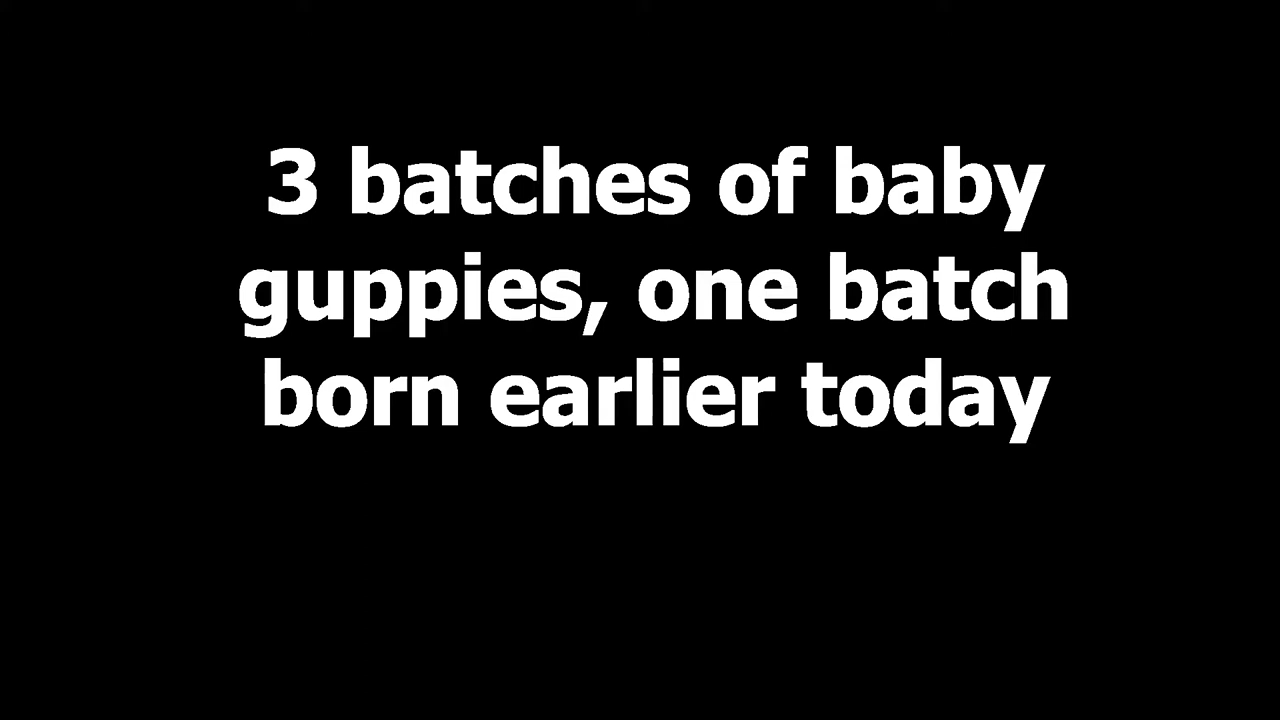 3 batches of baby
guppies, one batch
born earlier today